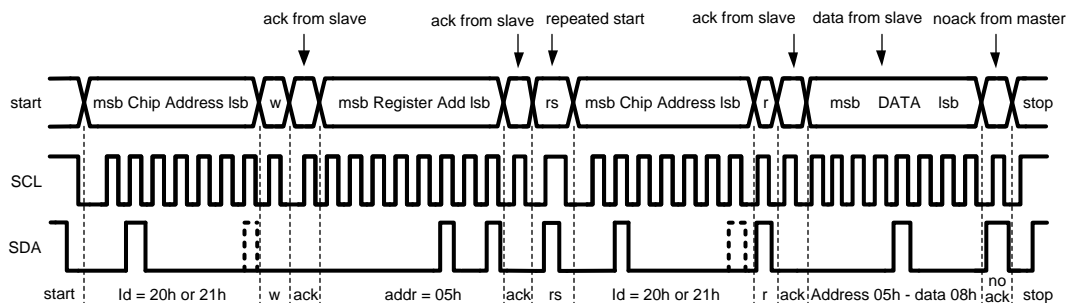 ack from slave ack from slave repeated start ack from slave data from slave noack from master
start msb Chip Address lsb w msb Register Add lsb rs msb Chip Address lsb r msb DATA lsb stop
SCL
SDA
start Id = 20h or 21h w ack addr = 05h ack rs Id = 20h or 21h r ack Address 05h - data 08h no ack stop